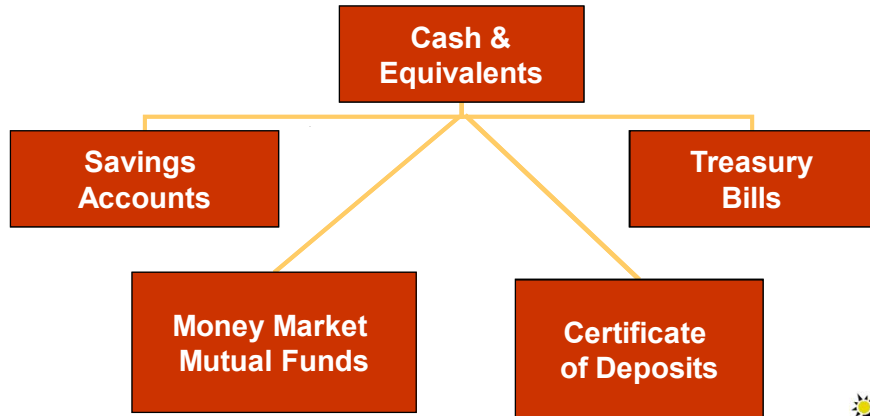 Cash &
Equivalents
Savings
Accounts
Treasury
Bills
Money Market
Mutual Funds
Certificate
of Deposits